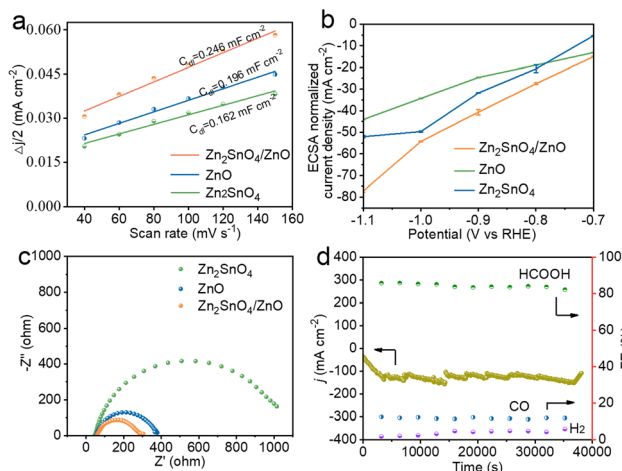 a
Δj/2 (mA cm⁻²)
0.060
0.045
0.030
0.015
0.000
C_dl=0.246 mF cm⁻²
C_dl=0.196 mF cm⁻²
C_dl=0.162 mF cm⁻²
Zn₂SnO₄/ZnO
ZnO
Zn₂SnO₄
40 60 80 100 120 140 160
Scan rate (mV s⁻¹)
b
ECSA normalized
current density (mA cm⁻²)
0
-10
-20
-30
-40
-50
-60
-70
-80
Zn₂SnO₄/ZnO
ZnO
Zn₂SnO₄
-1.1 -1.0 -0.9 -0.8 -0.7
Potential (V vs RHE)
c
-Z'' (ohm)
-1000
800
600
400
200
0
Zn₂SnO₄
ZnO
Zn₂SnO₄/ZnO
0 200 400 600 800 1000
Z' (ohm)
d
j (mA cm⁻²)
400
300
200
100
0
-100
-200
-300
-400
HCOOH
CO
H₂
100
80
60
40
20
0
0 10000 20000 30000 40000
Time (s)